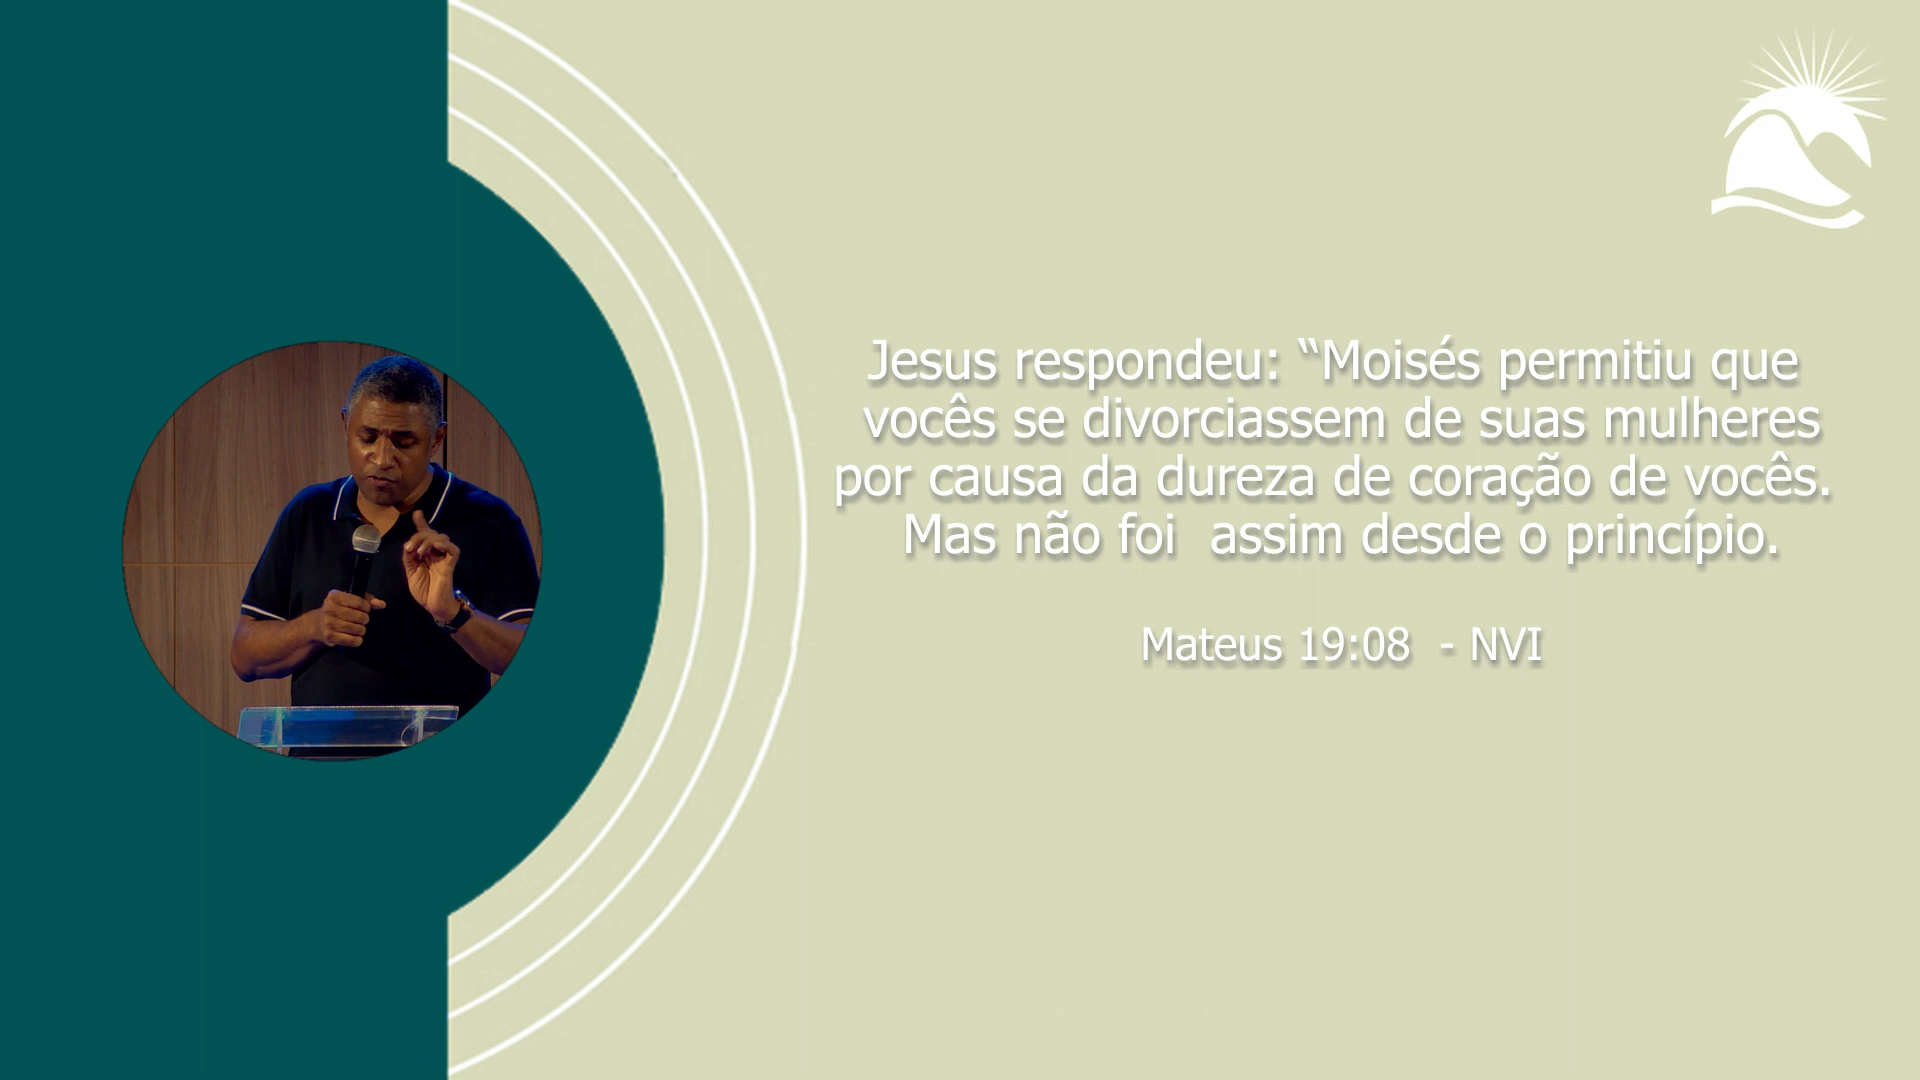 Jesus respondeu: “Moisés permitiu que
vocês se divorciassem de suas mulheres
por causa da dureza de coração de vocês.
Mas não foi  assim desde o princípio.
Mateus 19:08  - NVI